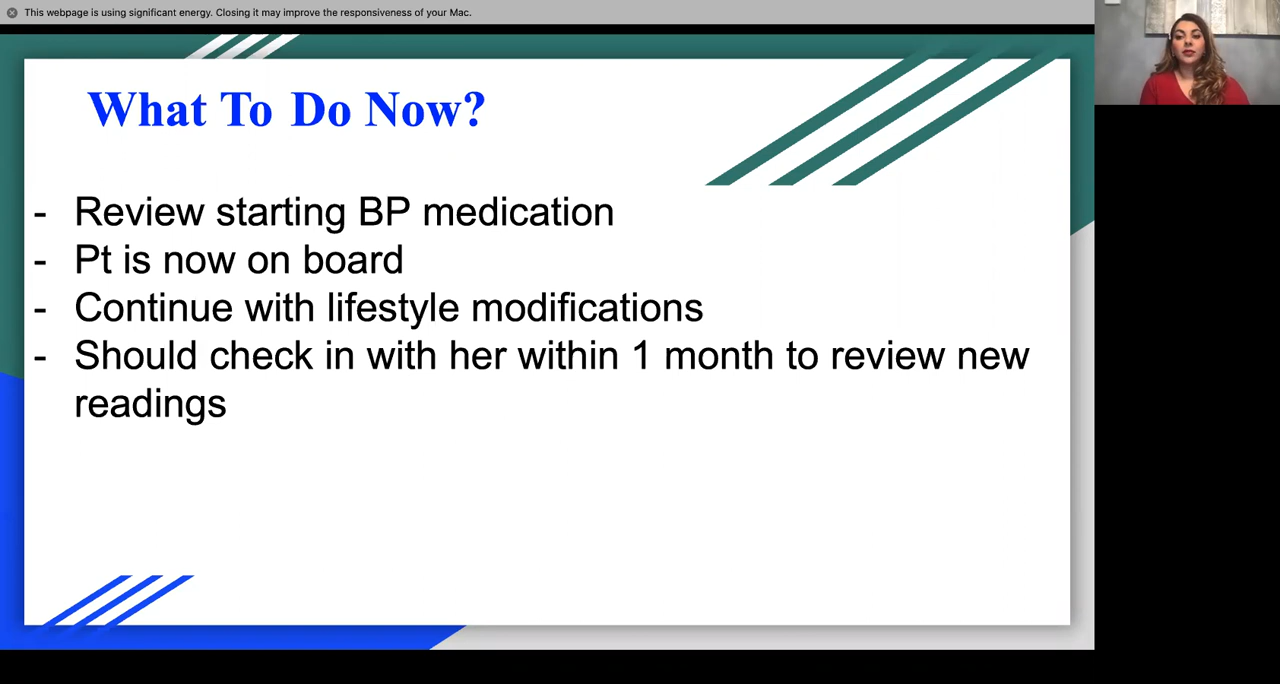 This webpage is using significant energy. Closing it may improve the responsiveness of your Mac.
What To Do Now?
- Review starting BP medication
- Pt is now on board
- Continue with lifestyle modifications
- Should check in with her within 1 month to review new
readings